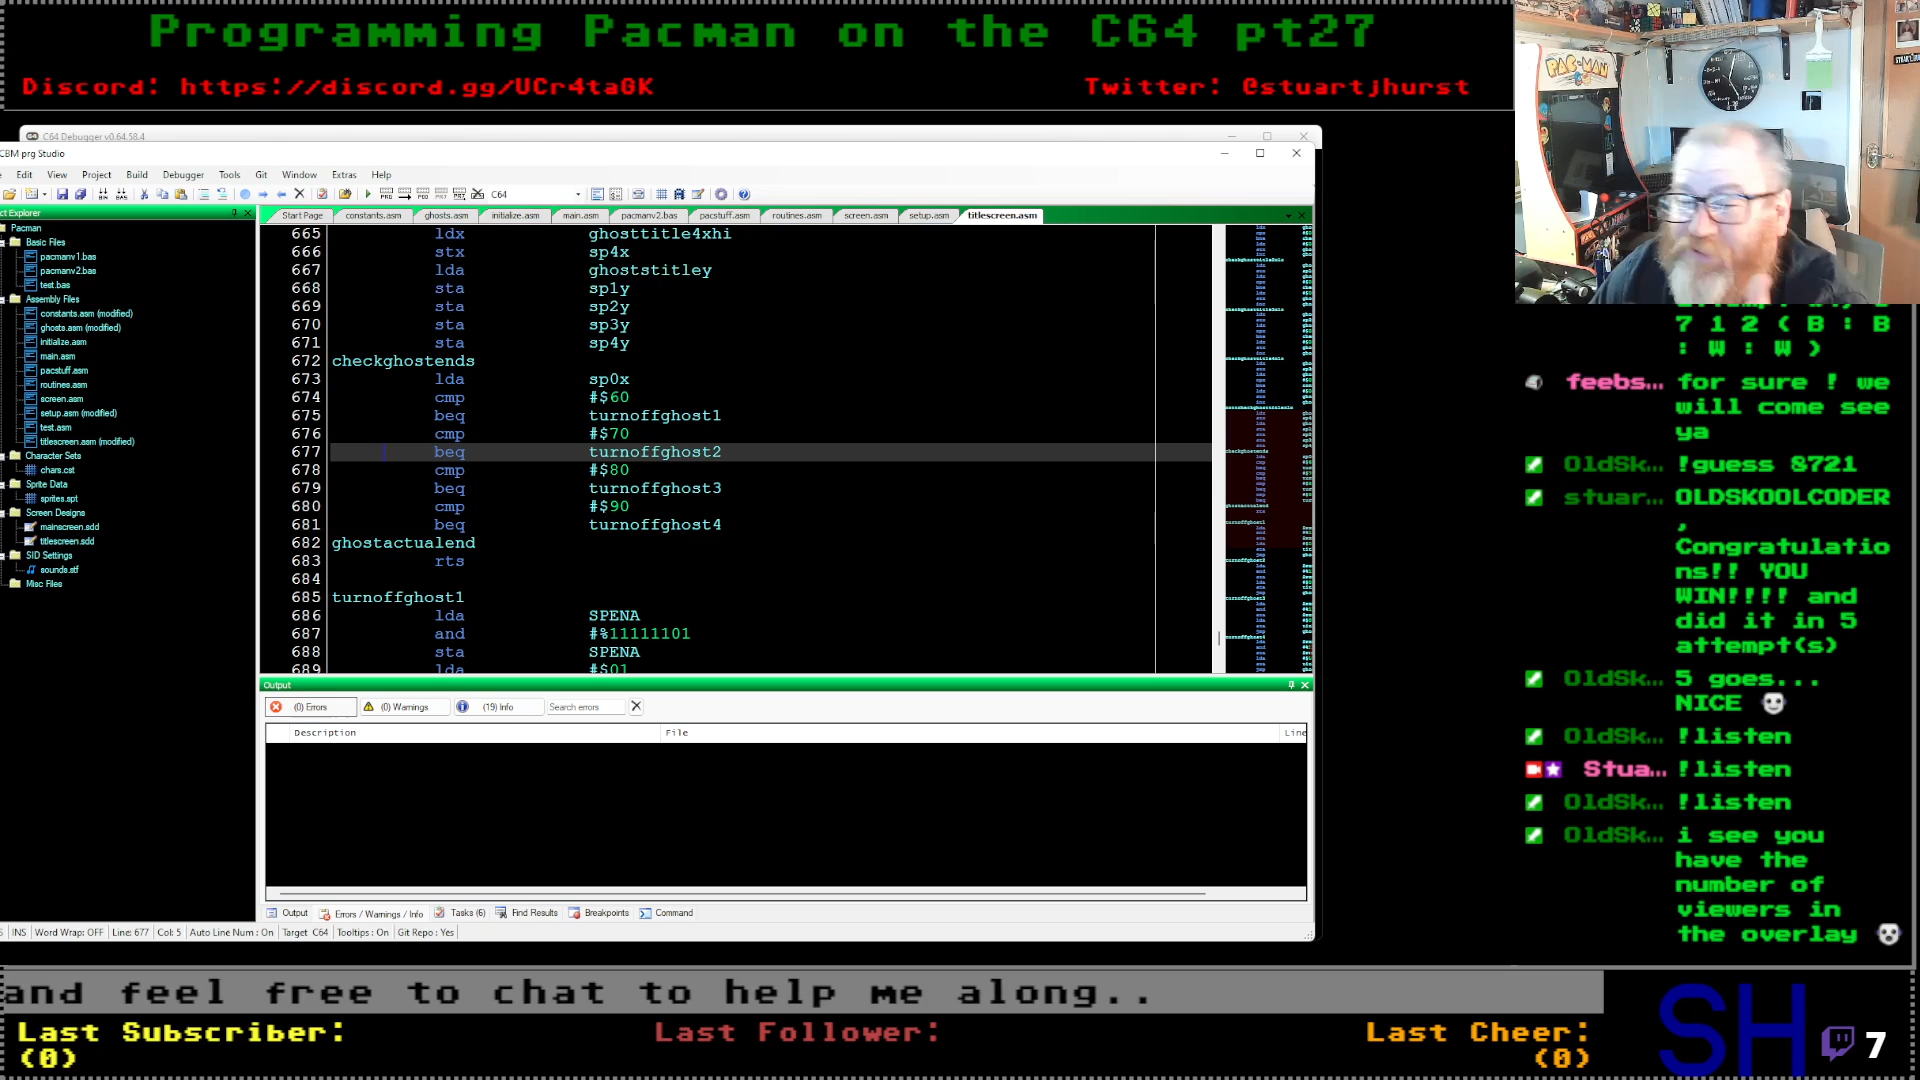 Programming Pacman on the C64 pt27
Discord: https://discord.gg/UCr4taGK
Twitter: @stuartjhurst
PAC-MAN
C64 Debugger v0.64.58.4
CBM prg Studio
Edit View Project Build Debugger Tools Git Window Extras Help
C64
ct Explorer
Start Page constants.asm ghosts.asm initialize.asm main.asm pacmanv2.bas pacstuff.asm routines.asm screen.asm setup.asm titlescreen.asm
Pacman
Basic Files
pacmanv1.bas
pacmanv2.bas
test.bas
Assembly Files
constants.asm (modified)
ghosts.asm (modified)
initialize.asm
main.asm
pacstuff.asm
routines.asm
screen.asm
setup.asm (modified)
test.asm
titlescreen.asm (modified)
Character Sets
chars.cst
Sprite Data
sprites.spt
Screen Designs
mainscreen.sdd
titlescreen.sdd
SID Settings
sounds.stf
Misc Files
665 ldx ghosttitle4xhi
666 stx sp4x
667 lda ghoststitley
668 sta sp1y
669 sta sp2y
670 sta sp3y
671 sta sp4y
672 checkghostends
673 lda sp0x
674 cmp #$60
675 beq turnoffghost1
676 cmp #$70
677 beq turnoffghost2
678 cmp #$80
679 beq turnoffghost3
680 cmp #$90
681 beq turnoffghost4
682 ghostactualend
683 rts
684
685 turnoffghost1
686 lda SPENA
687 and #%11111101
688 sta SPENA
689 lda #$01
Output
(0) Errors (0) Warnings (19) Info Search errors
Description File Line
Output Errors / Warnings / Info Tasks (6) Find Results Breakpoints Command
INS Word Wrap: OFF Line: 677 Col: 5 Auto Line Num : On Target C64 Tooltips : On Git Repo : Yes
7 1 2 ( B : B
: W : W )
feebs... for sure ! we
will come see
ya
OldSk... !guess 8721
stuar... OLDSKOOLCODER
,
Congratulatio
ns!! YOU
WIN!!!! and
did it in 5
attempt(s)
OldSk... 5 goes...
NICE
OldSk... !listen
Stua... !listen
OldSk... !listen
OldSk... i see you
have the
number of
viewers in
the overlay
and feel free to chat to help me along..
Last Subscriber:
(0)
Last Follower:
Last Cheer:
(0)
SH
7